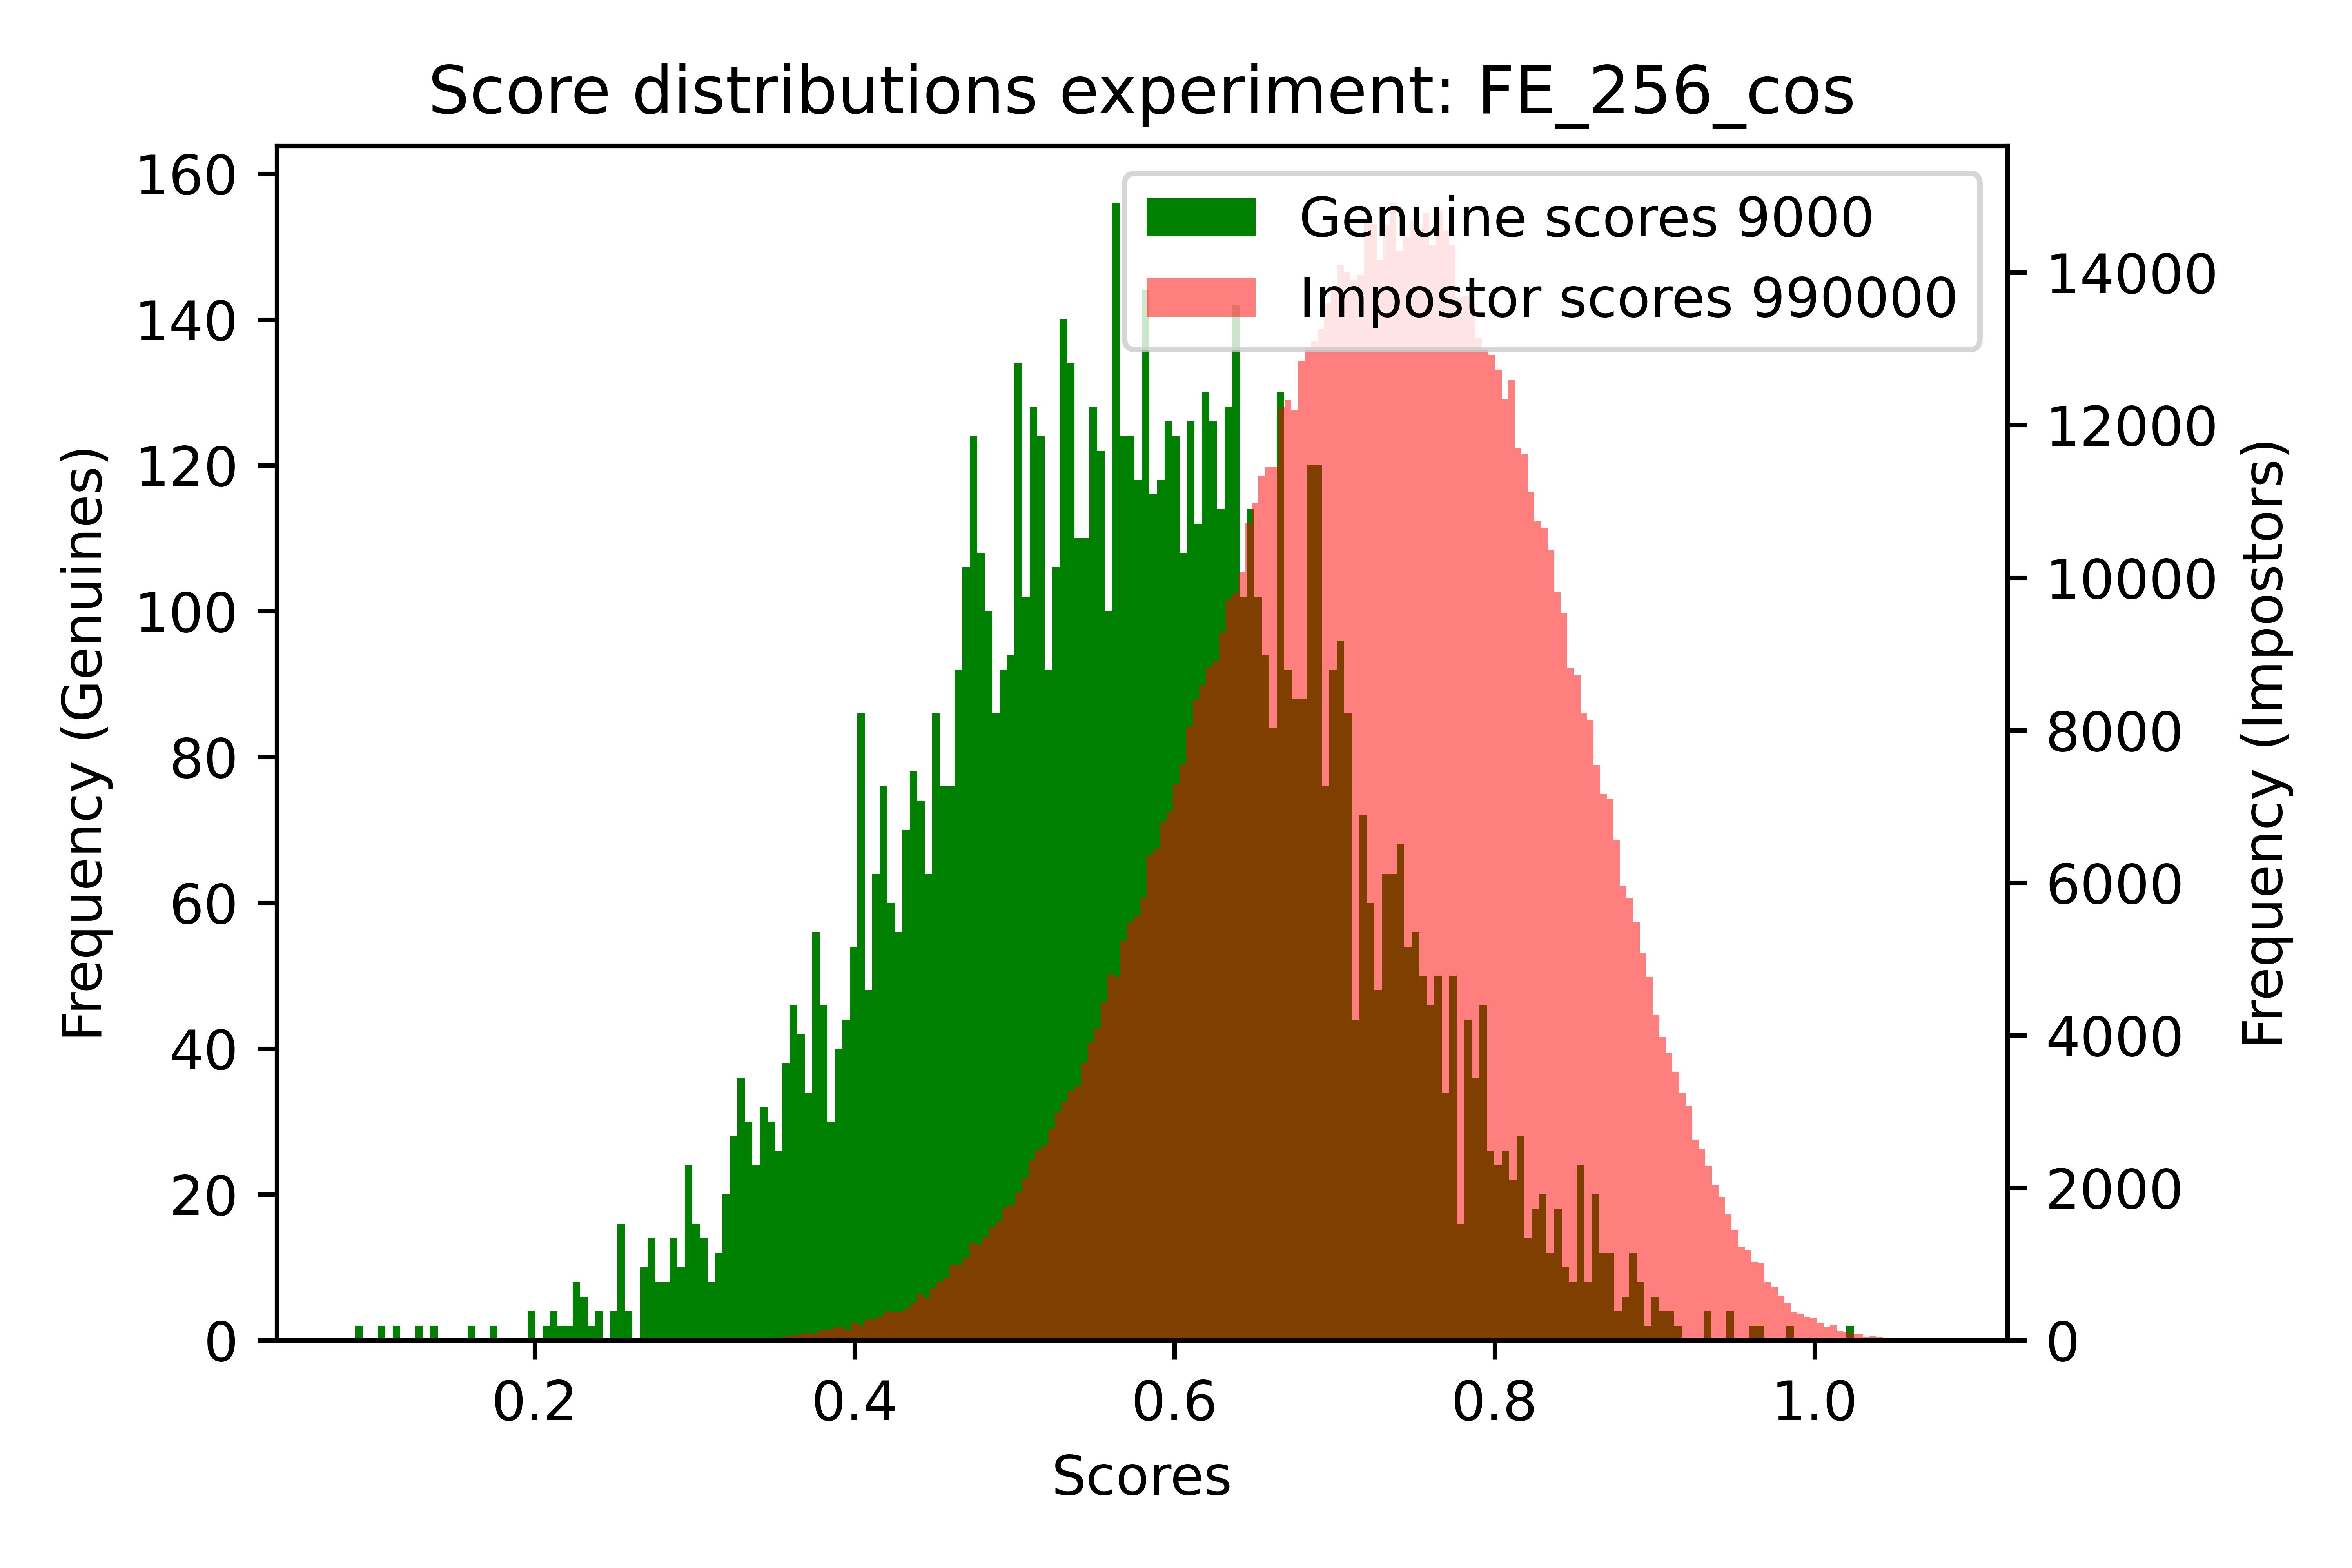 Score distributions experiment: FE_256_cos
Genuine scores 9000
Impostor scores 990000
Frequency (Genuines)
160
140
120
100
80
60
40
20
0
14000
12000
10000
8000
6000
4000
2000
0
Frequency (Impostors)
0.2 0.4 0.6 0.8 1.0
Scores